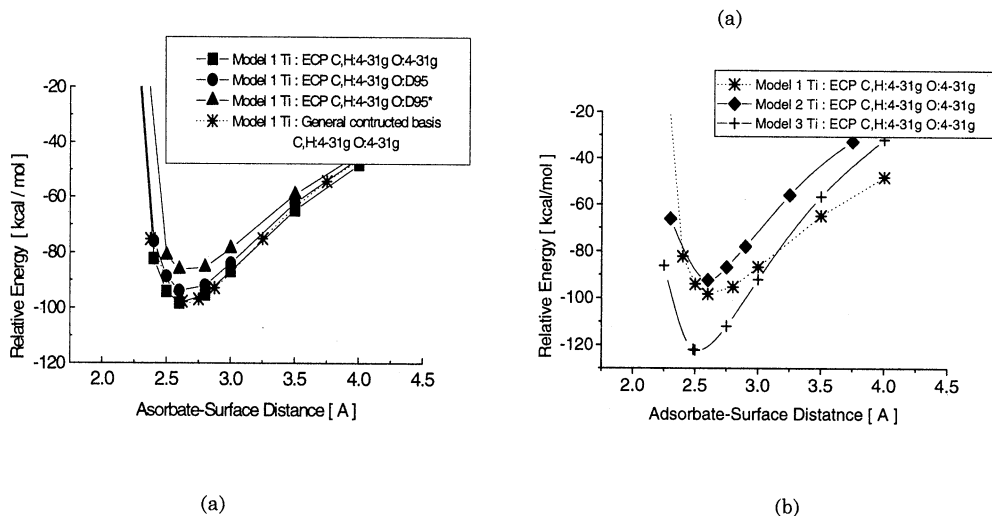 (a)
Model 1 Ti : ECP C,H:4-31g O:4-31g
Model 1 Ti : ECP C,H:4-31g O:D95
Model 1 Ti : ECP C,H:4-31g O:D95*
Model 1 Ti : General contructed basis
C,H:4-31g O:4-31g
-20
-40
-60
-80
-100
-120
2.0
2.5
3.0
3.5
4.0
4.5
Relative Energy [ kcal / mol ]
Asorbate-Surface Distance [ A ]
(a)
Model 1 Ti : ECP C,H:4-31g O:4-31g
Model 2 Ti : ECP C,H:4-31g O:4-31g
Model 3 Ti : ECP C,H:4-31g O:4-31g
-20
-40
-60
-80
-100
-120
2.0
2.5
3.0
3.5
4.0
4.5
Relative Energy [ kcal/mol ]
Adsorbate-Surface Distatnce [ A ]
(b)